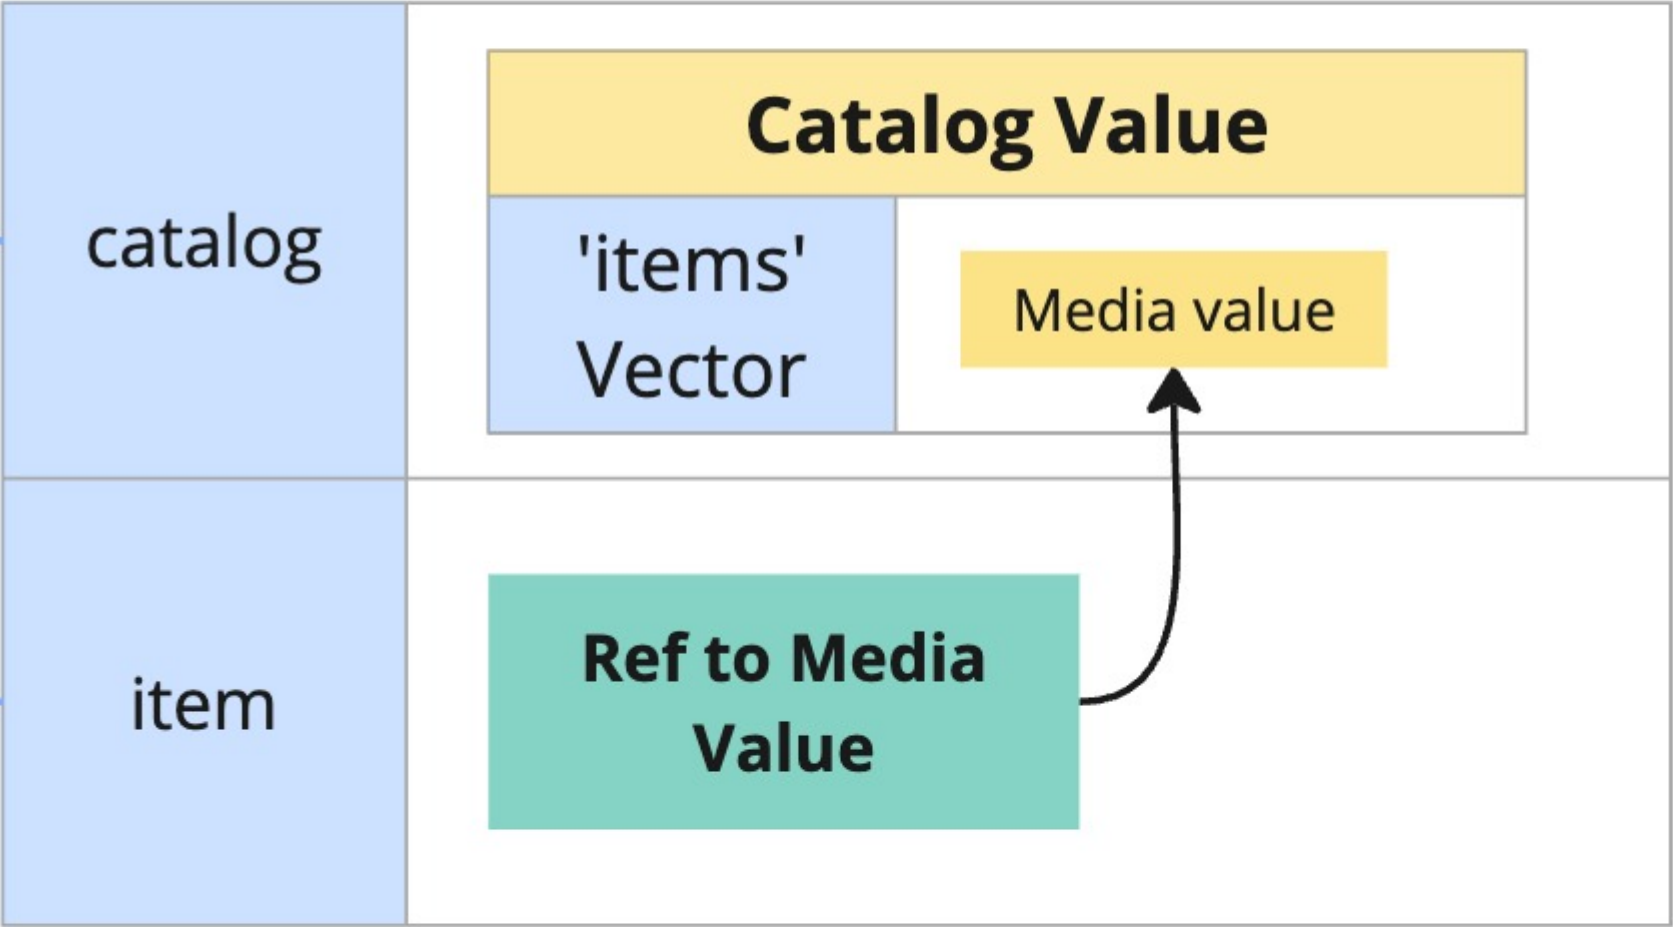 catalog
Catalog Value
'items'
Vector
Media value
item
Ref to Media
Value